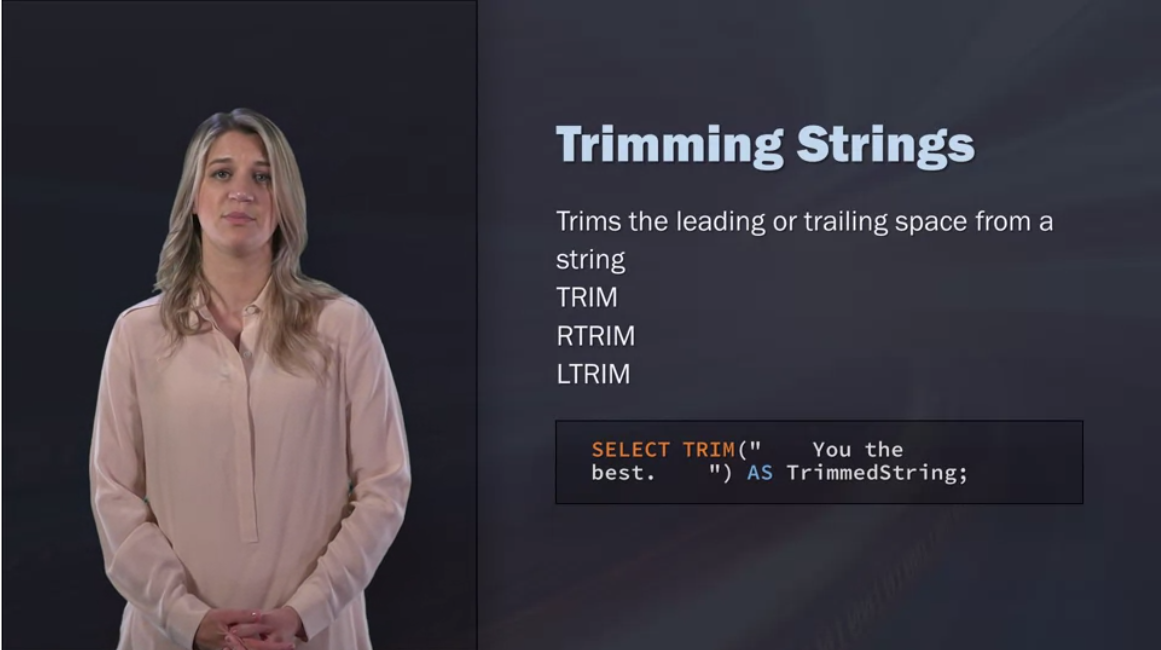 Trimming Strings
Trims the leading or trailing space from a
string
TRIM
RTRIM
LTRIM
SELECT TRIM("    You the
best.    ") AS TrimmedString;